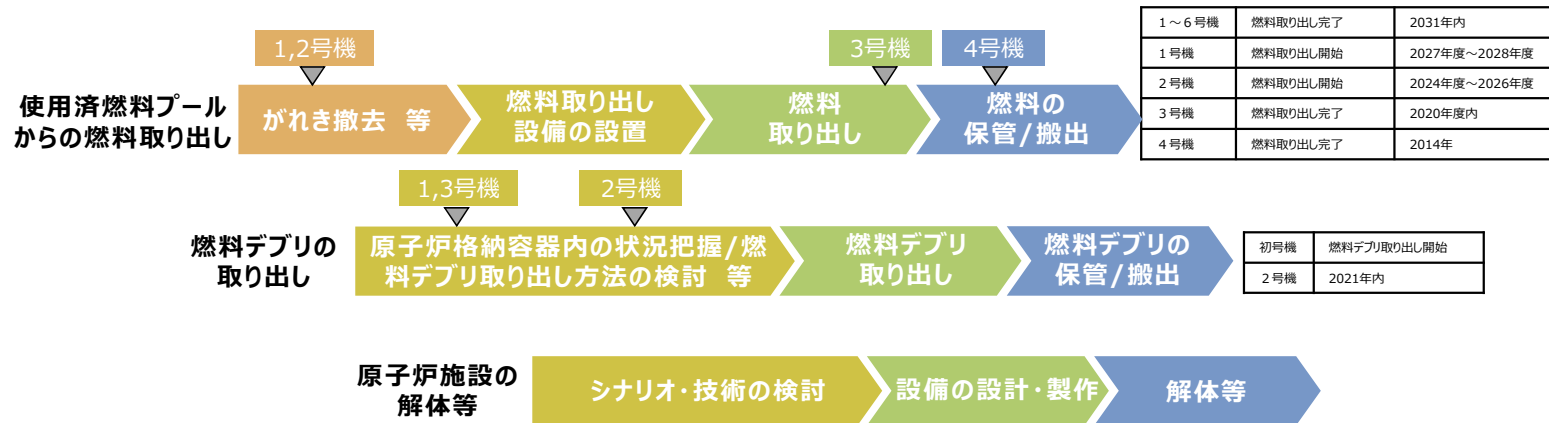 1,2号機
3号機
4号機
使用済燃料プール
からの燃料取り出し
がれき撤去 等
燃料取り出し
設備の設置
燃料
取り出し
燃料の
保管/搬出
1～6号機 燃料取り出し完了 2031年内
1号機 燃料取り出し開始 2027年度～2028年度
2号機 燃料取り出し開始 2024年度～2026年度
3号機 燃料取り出し完了 2020年度内
4号機 燃料取り出し完了 2014年
1,3号機
2号機
燃料デブリの
取り出し
原子炉格納容器内の状況把握/燃
料デブリ取り出し方法の検討 等
燃料デブリ
取り出し
燃料デブリの
保管/搬出
初号機 燃料デブリ取り出し開始
2号機 2021年内
原子炉施設の
解体等
シナリオ・技術の検討
設備の設計・製作
解体等